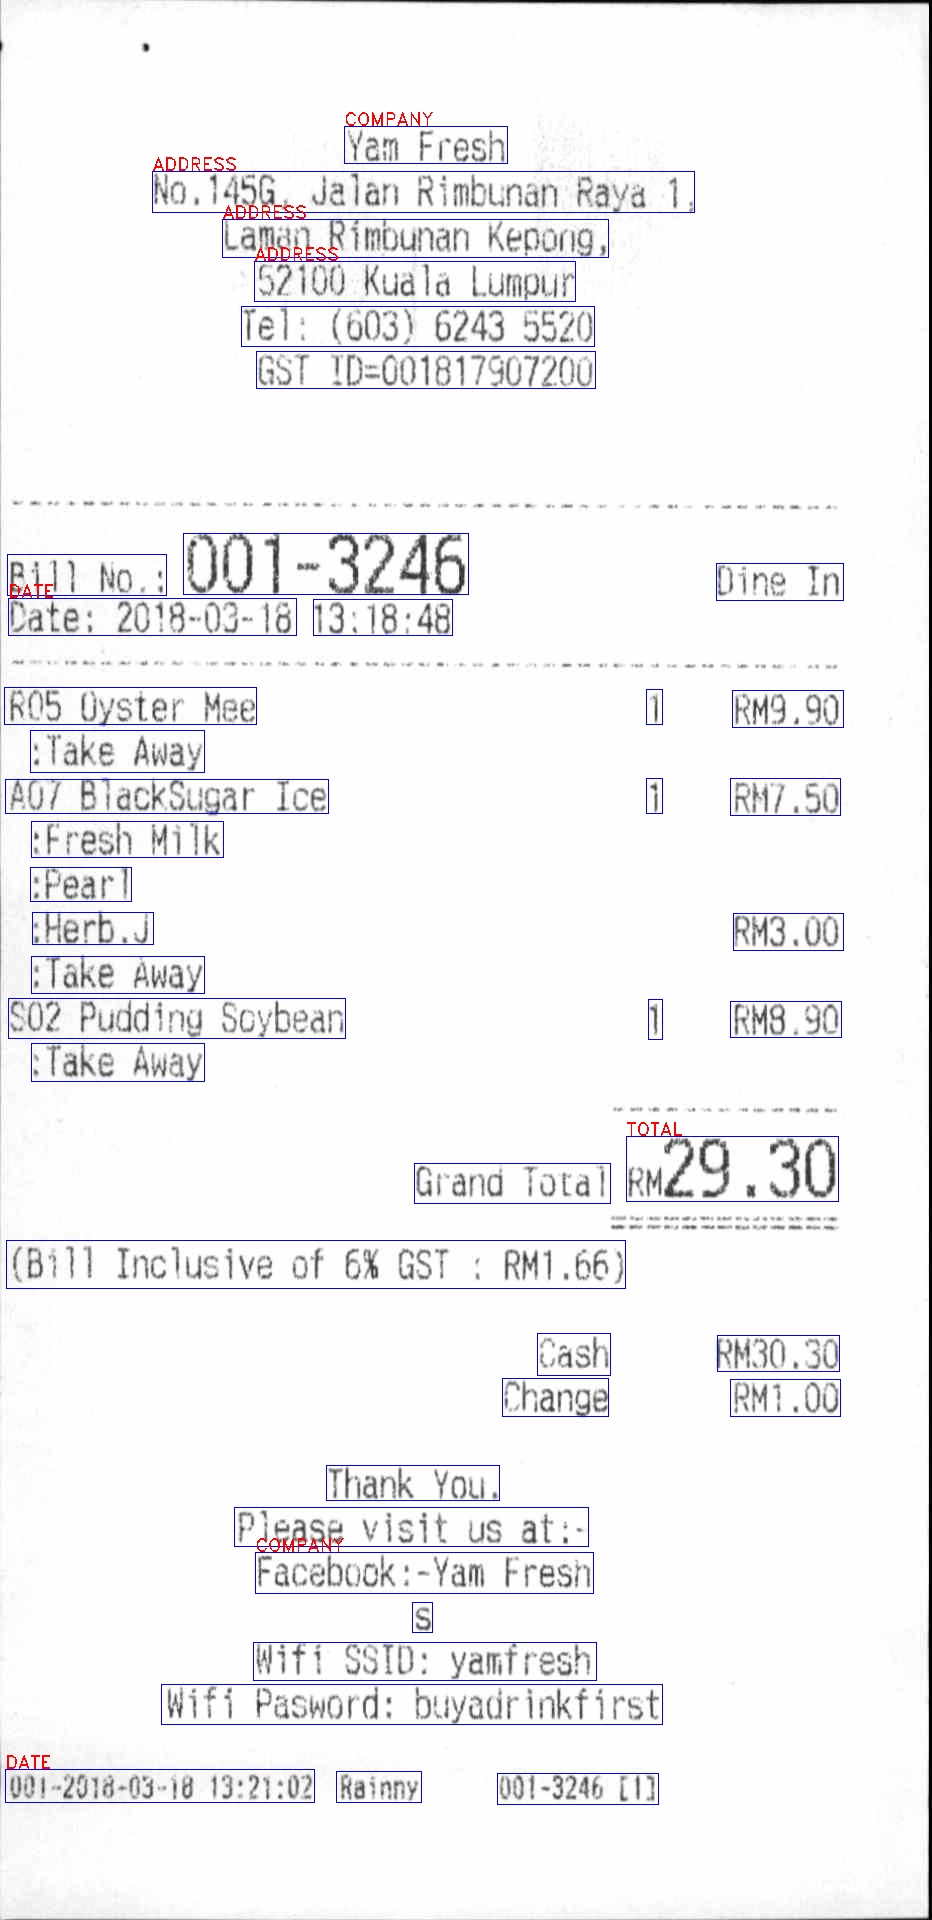 COMPANY
Yam Fresh
ADDRESS
No.145G, Jalan Rimbunan Raya 1,
ADDRESS
Laman Rimbunan Kepong,
ADDRESS
52100 Kuala Lumpur
Tel: (603) 6243 5520
GST ID=001817907200
Bill No.: 001-3246 Dine In
DATE
Date: 2018-03-18 13:18:48
R05 Oyster Mee 1 RM9.90
:Take Away
A07 BlackSugar Ice 1 RM7.50
:Fresh Milk
:Pearl
:Herb.J RM3.00
:Take Away
S02 Pudding Soybean 1 RM8.90
:Take Away
TOTAL
Grand Total RM29.30
(Bill Inclusive of 6% GST : RM1.66)
Cash RM30.30
Change RM1.00
Thank You.
Please visit us at:-
COMPANY
Facebook:-Yam Fresh
s
Wifi SSID: yamfresh
Wifi Pasword: buyadrinkfirst
DATE
001-2018-03-18 13:21:02 Rainny 001-3246 [1]